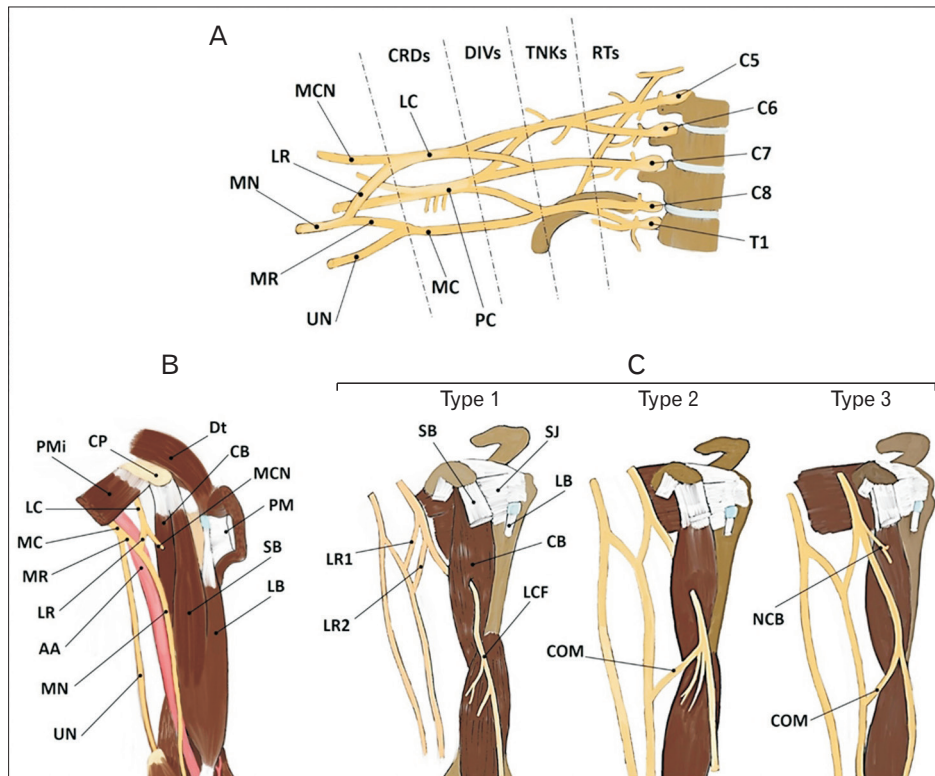 A
CRDs
DIVs
TNKs
RTs
C5
C6
C7
C8
T1
MCN
LC
LR
MN
MR
UN
MC
PC
B
PMi
CP
Dt
CB
MCN
PM
SB
LB
LC
MC
MR
LR
AA
MN
UN
C
Type 1
Type 2
Type 3
SB
SJ
LB
LR1
CB
LR2
LCF
COM
NCB
COM